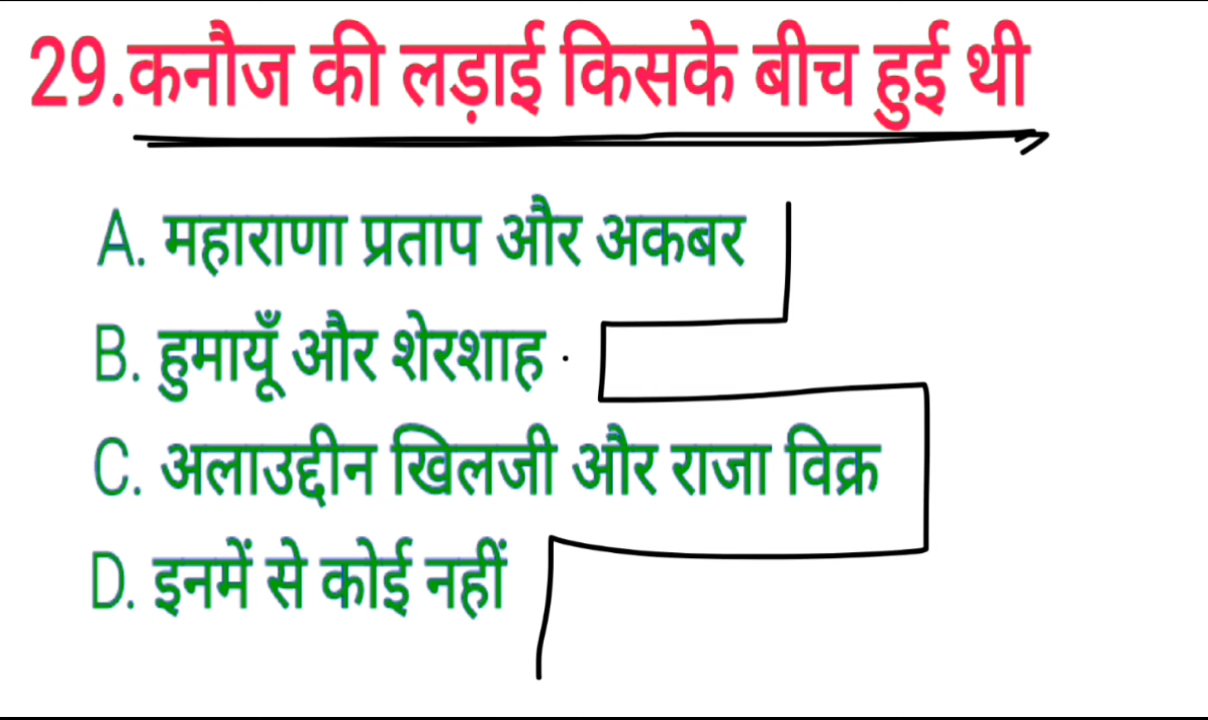 29.कनौज की लड़ाई किसके बीच हुई थी
A. महाराणा प्रताप और अकबर
B. हुमायूँ और शेरशाह
C. अलाउद्दीन खिलजी और राजा विक्र
D. इनमें से कोई नहीं